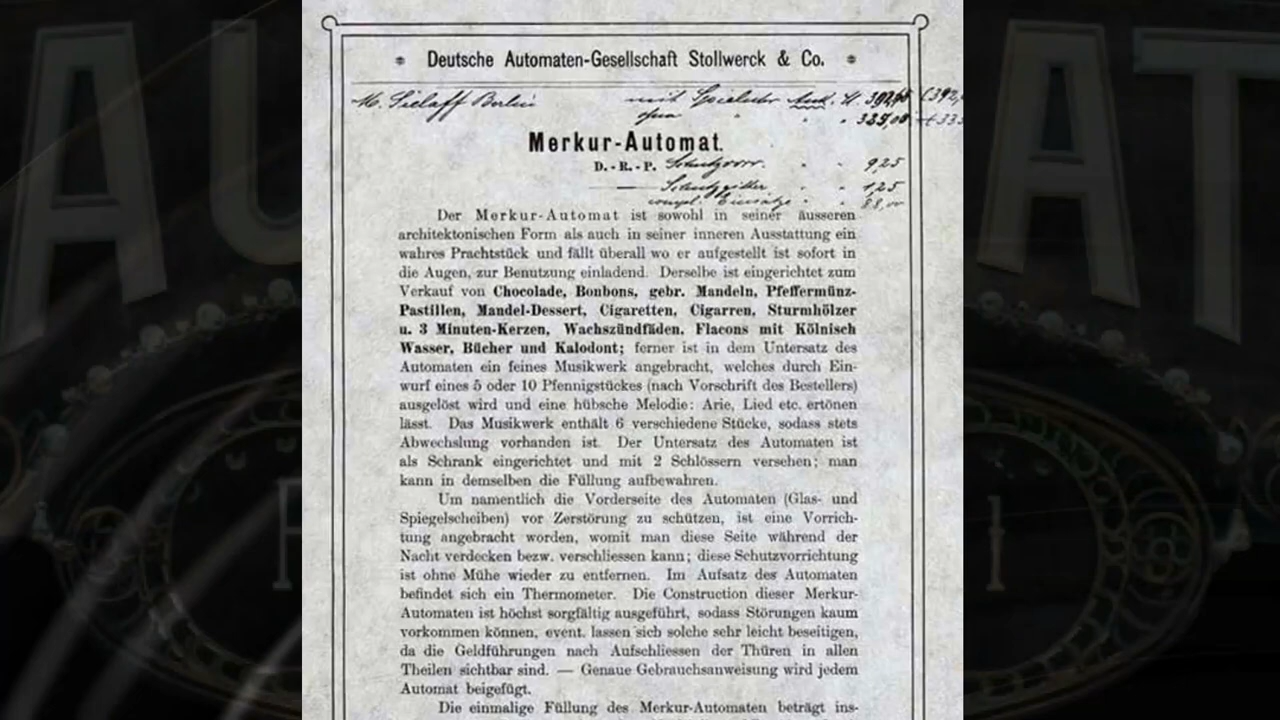 Deutsche Automaten-Gesellschaft Stollwerck & Co.
M. Sielaff Berlin mit Spieluhr
Merkur-Automat.
D.-R.-P.
9,25
1,25
Der Merkur-Automat ist sowohl in seiner äusseren
architektonischen Form als auch in seiner inneren Ausstattung ein
wahres Prachtstück und fällt überall wo er aufgestellt ist sofort in
die Augen, zur Benutzung einladend. Derselbe ist eingerichtet zum
Verkauf von Chocolade, Bonbons, gebr. Mandeln, Pfeffermünz-
Pastillen, Mandel-Dessert, Cigaretten, Cigarren, Sturmhölzer
u. 3 Minuten-Kerzen, Wachszündfäden, Flacons mit Kölnisch
Wasser, Bücher und Kalodont; ferner ist in dem Untersatz des
Automaten ein feines Musikwerk angebracht, welches durch Ein-
wurf eines 5 oder 10 Pfennigstückes (nach Vorschrift des Bestellers)
ausgelöst wird und eine hübsche Melodie: Arie, Lied etc. ertönen
lässt. Das Musikwerk enthält 6 verschiedene Stücke, sodass stets
Abwechslung vorhanden ist. Der Untersatz des Automaten ist
als Schrank eingerichtet und mit 2 Schlössern versehen; man
kann in demselben die Füllung aufbewahren.
Um namentlich die Vorderseite des Automaten (Glas- und
Spiegelscheiben) vor Zerstörung zu schützen, ist eine Vorrich-
tung angebracht worden, womit man diese Seite während der
Nacht verdecken bezw. verschliessen kann; diese Schutzvorrichtung
ist ohne Mühe wieder zu entfernen. Im Aufsatz des Automaten
befindet sich ein Thermometer. Die Construction dieser Merkur-
Automaten ist höchst sorgfältig ausgeführt, sodass Störungen kaum
vorkommen können, event. lassen sich solche sehr leicht beseitigen,
da die Geldführungen nach Aufschliessen der Thüren in allen
Theilen sichtbar sind. — Genaue Gebrauchsanweisung wird jedem
Automat beigefügt.
Die einmalige Füllung des Merkur-Automaten beträgt ins-